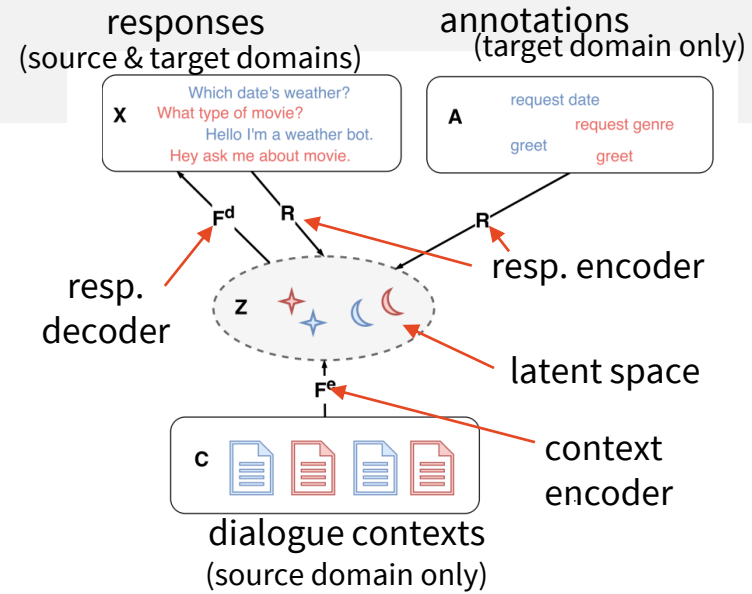 responses
(source & target domains)
annotations
(target domain only)
X
Which date's weather?
What type of movie?
Hello I'm a weather bot.
Hey ask me about movie.
A
request date
request genre
greet
greet
Fd
R
R
resp. encoder
resp.
decoder
Z
latent space
Fe
context
encoder
C
dialogue contexts
(source domain only)